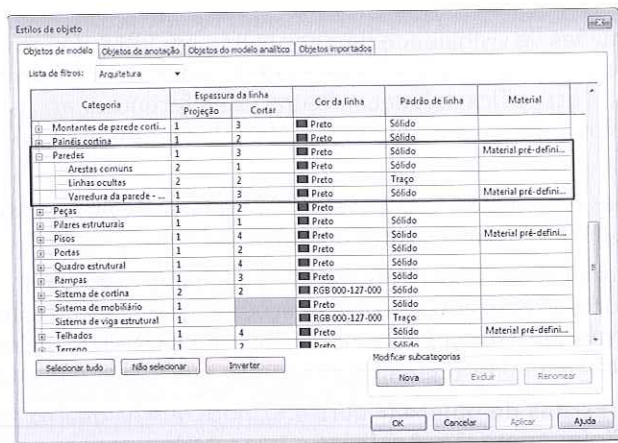 Estilos de objeto
Objetos de modelo Objetos de anotação Objetos do modelo analítico Objetos importados
Lista de filtros: Arquitetura
Categoria Espessura da linha Cor da linha Padrão de linha Material
Projeção Cortar
Montantes de parede corti... 1 3 Preto Sólido
Painéis cortina 1 2 Preto Sólido
Paredes 1 3 Preto Sólido Material pré-defini...
Arestas comuns 2 1 Preto Sólido
Linhas ocultas 2 2 Preto Traço
Varredura da parede - ... 1 3 Preto Sólido Material pré-defini...
Peças 1 2 Preto
Pilares estruturais 1 1 Preto Sólido
Pisos 1 4 Preto Sólido Material pré-defini...
Portas 1 2 Preto Sólido
Quadro estrutural 1 4 Preto Sólido
Rampas 1 3 Preto Sólido
Sistema de cortina 2 2 RGB 000-127-000 Sólido
Sistema de mobiliário 1 Preto Sólido
Sistema de viga estrutural 1 RGB 000-127-000 Traço
Telhados 1 4 Preto Sólido Material pré-defini...
Terreno 1 2 Preto Sólido
Selecionar tudo Não selecionar Inverter
Modificar subcategorias
Nova Excluir Renomear
OK Cancelar Aplicar Ajuda